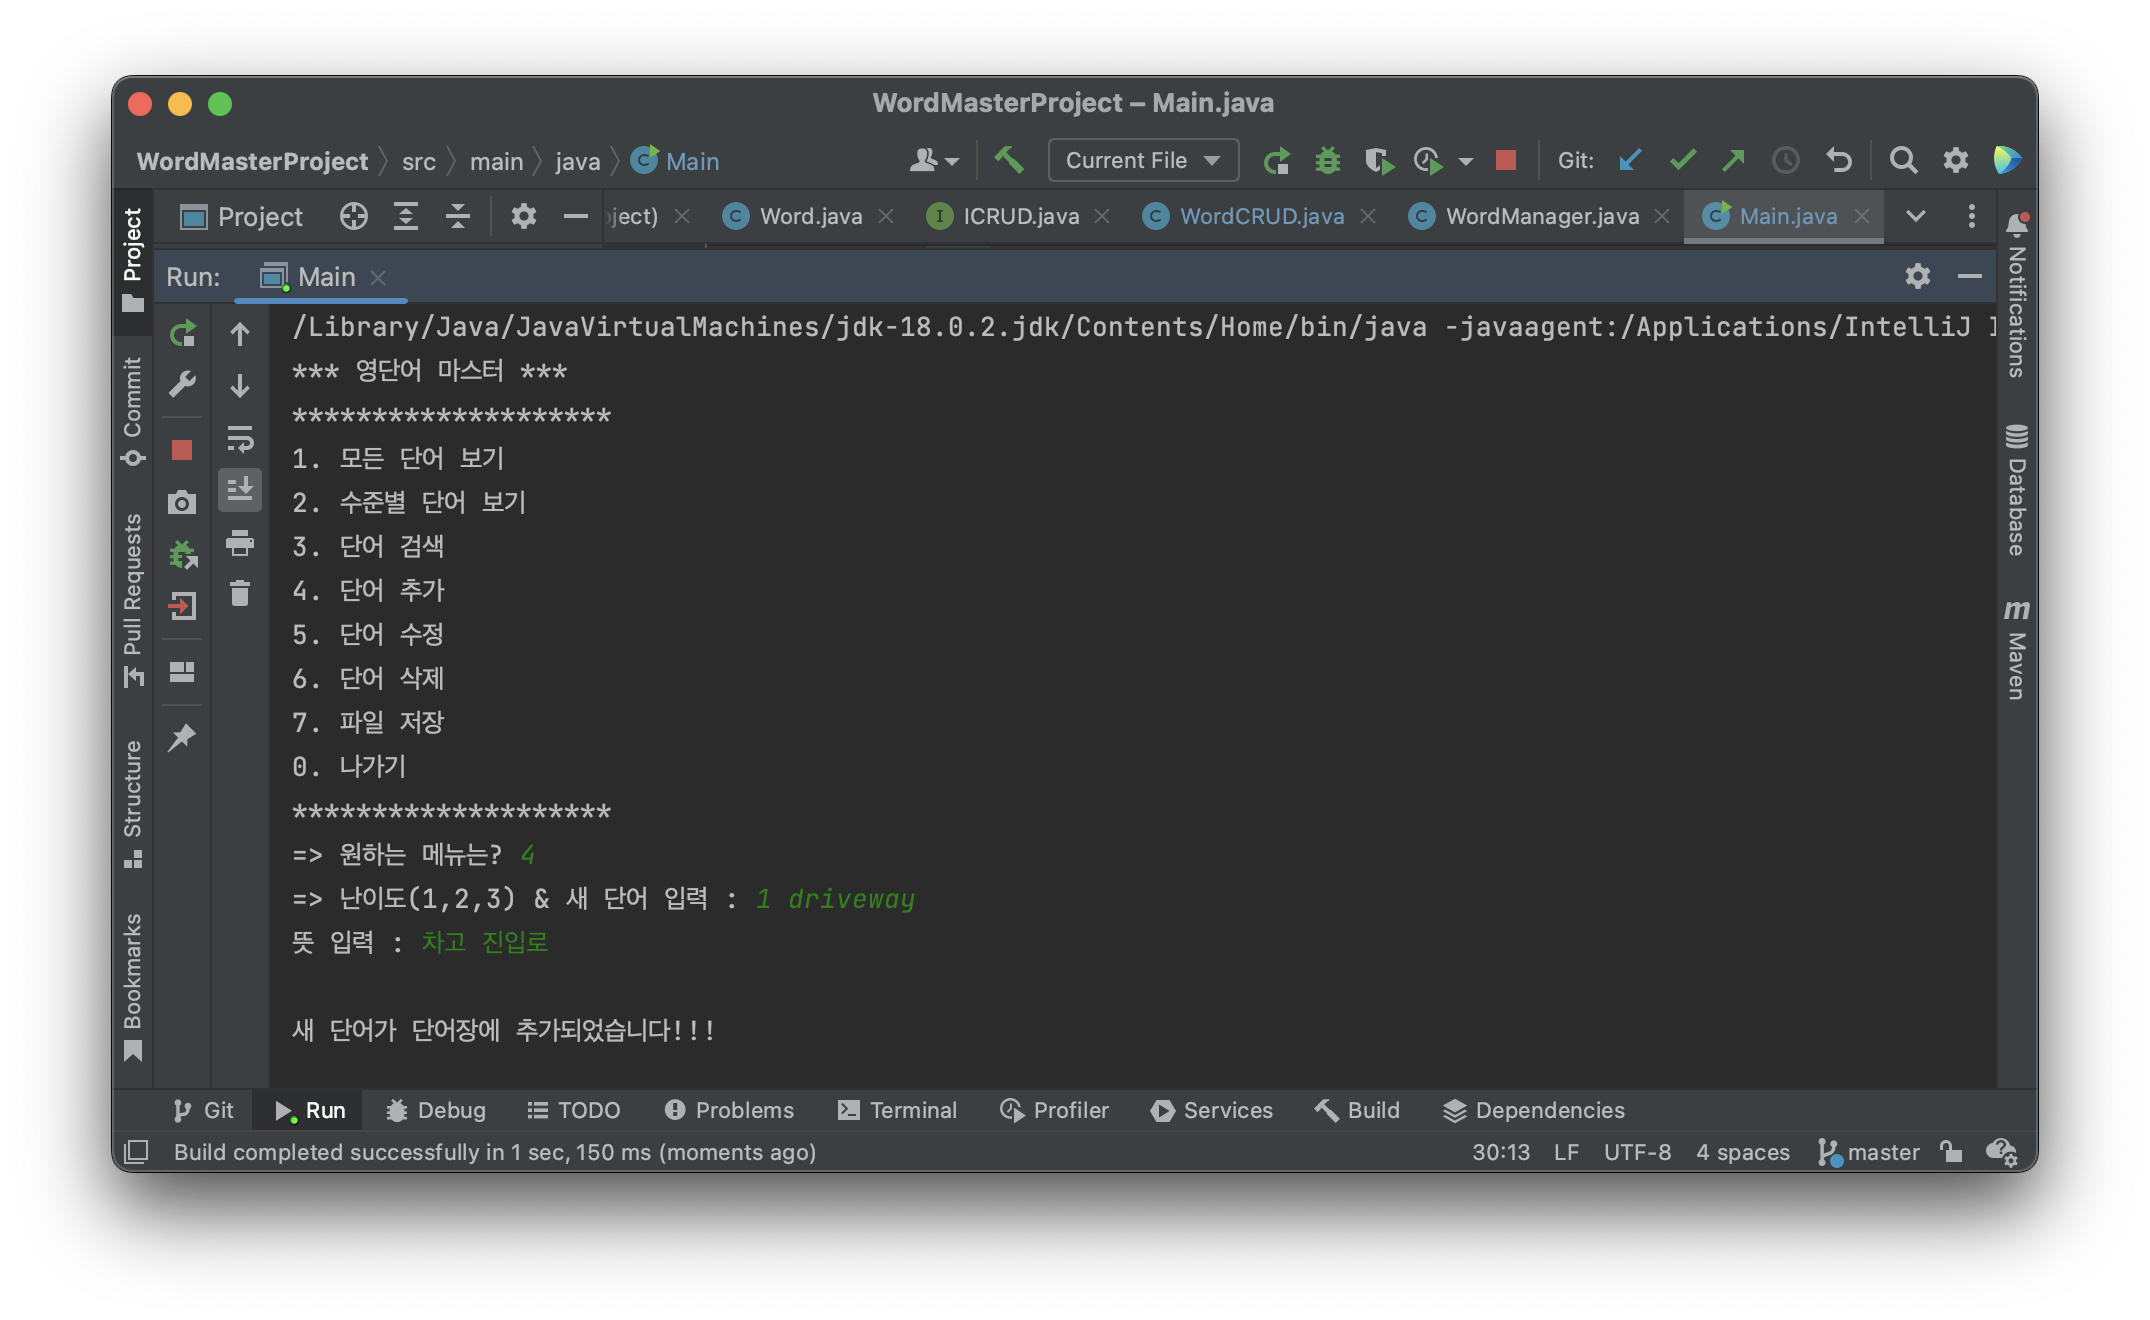 WordMasterProject – Main.java
WordMasterProject src main java Main
Current File
Git:
Project
ject) Word.java ICRUD.java WordCRUD.java WordManager.java Main.java
Run: Main
/Library/Java/JavaVirtualMachines/jdk-18.0.2.jdk/Contents/Home/bin/java -javaagent:/Applications/IntelliJ
*** 영단어 마스터 ***
********************
1. 모든 단어 보기
2. 수준별 단어 보기
3. 단어 검색
4. 단어 추가
5. 단어 수정
6. 단어 삭제
7. 파일 저장
0. 나가기
********************
=> 원하는 메뉴는? 4
=> 난이도(1,2,3) & 새 단어 입력 : 1 driveway
뜻 입력 : 차고 진입로
새 단어가 단어장에 추가되었습니다!!!
Project
Commit
Pull Requests
Structure
Bookmarks
Notifications
Database
Maven
Git Run Debug TODO Problems Terminal Profiler Services Build Dependencies
Build completed successfully in 1 sec, 150 ms (moments ago) 30:13 LF UTF-8 4 spaces master